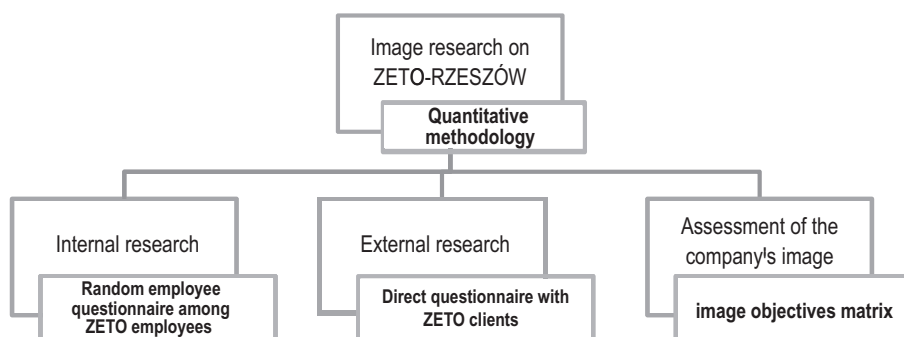 Image research on
ZETO-RZESZÓW
Quantitative
methodology
Internal research
Random employee
questionnaire among
ZETO employees
External research
Direct questionnaire with
ZETO clients
Assessment of the
company's image
image objectives matrix